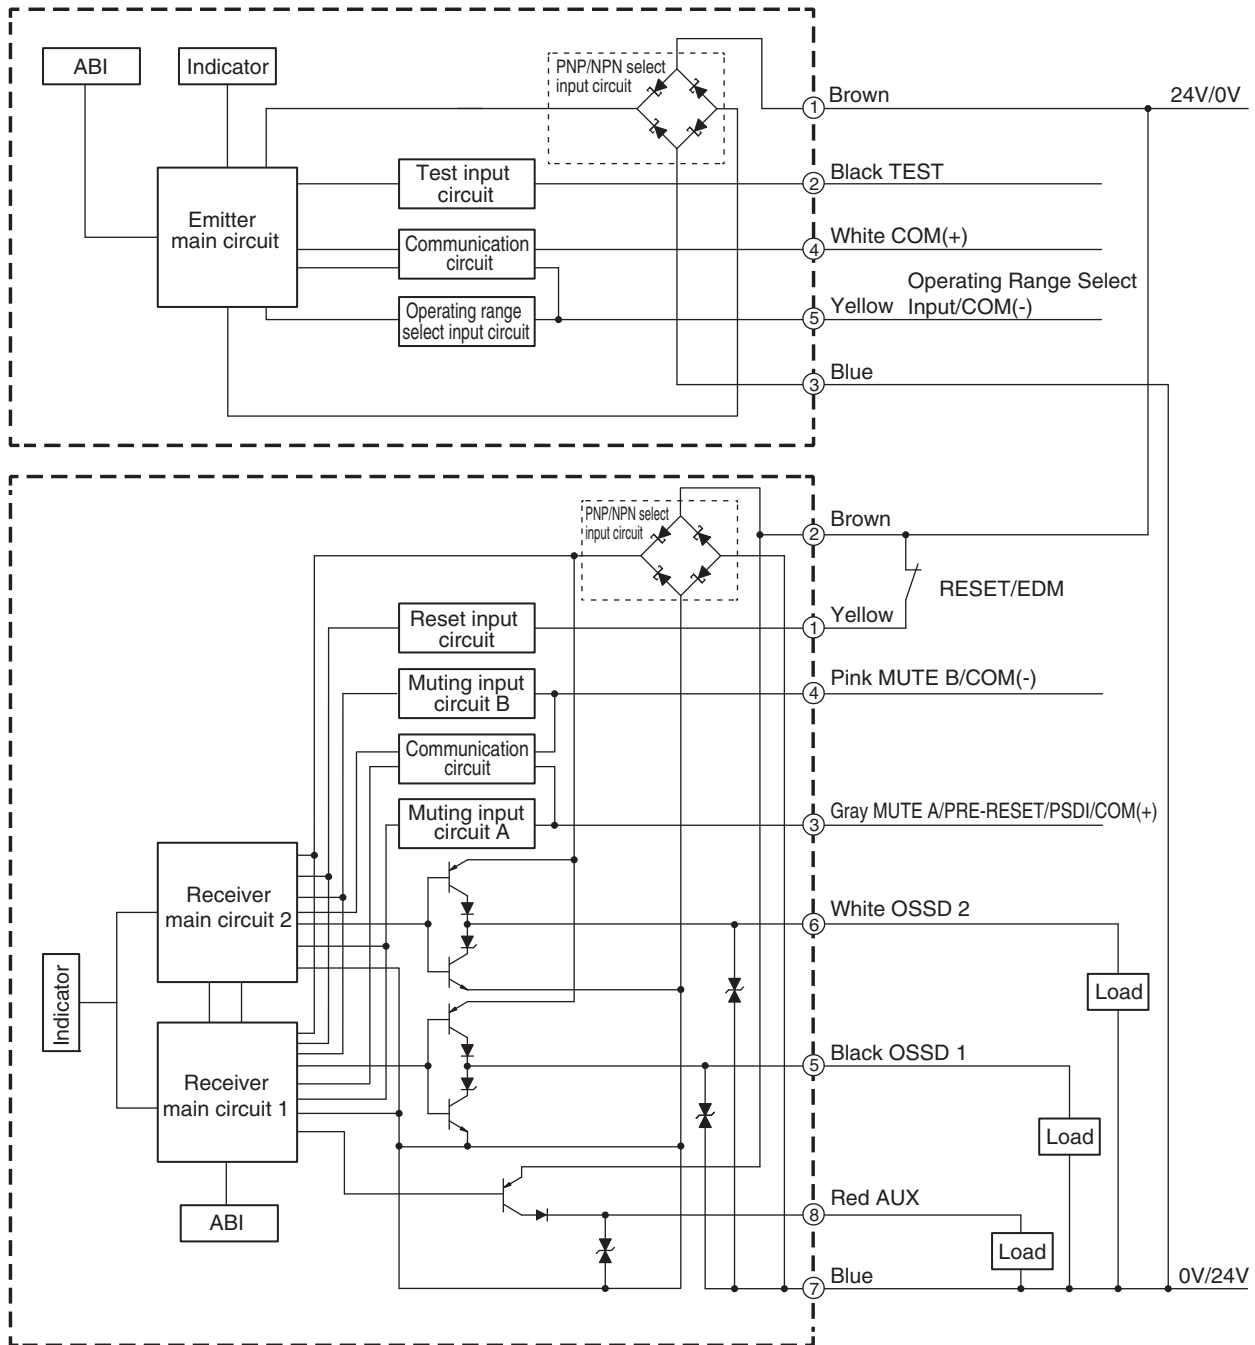 ABI
Indicator
PNP/NPN select
input circuit
1
Brown
24V/0V
Test input
circuit
2
Black TEST
Emitter
main circuit
Communication
circuit
4
White COM(+)
Operating range
select input circuit
5
Yellow
Operating Range Select
Input/COM(-)
3
Blue
PNP/NPN select
input circuit
2
Brown
RESET/EDM
Reset input
circuit
1
Yellow
Muting input
circuit B
4
Pink MUTE B/COM(-)
Communication
circuit
Muting input
circuit A
3
Gray MUTE A/PRE-RESET/PSDI/COM(+)
Receiver
main circuit 2
6
White OSSD 2
Load
Indicator
Receiver
main circuit 1
5
Black OSSD 1
Load
ABI
8
Red AUX
Load
7
Blue
0V/24V